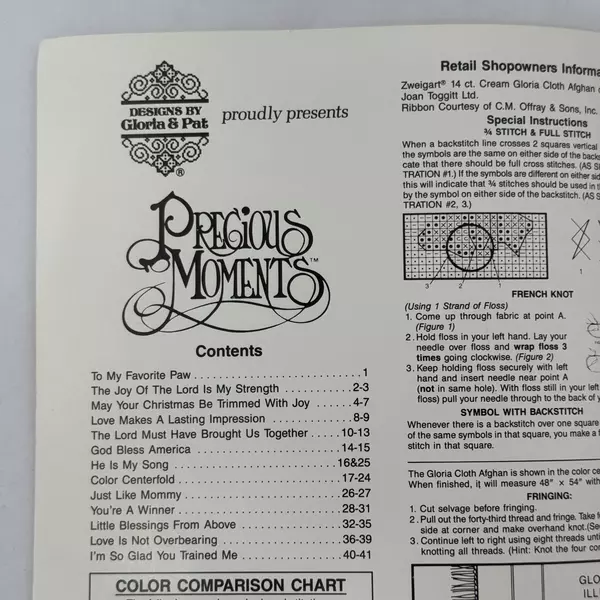 DESIGNS BY
Gloria & Pat
®
proudly presents
PRECIOUS
MOMENTS™
Contents
To My Favorite Paw . . . . . . . . . . . . . . . . . . . . . . . . 1
The Joy Of The Lord Is My Strength . . . . . . . . . . 2-3
May Your Christmas Be Trimmed With Joy . . . . . 4-7
Love Makes A Lasting Impression . . . . . . . . . . . . 8-9
The Lord Must Have Brought Us Together . . . . . 10-13
God Bless America . . . . . . . . . . . . . . . . . . . . . 14-15
He Is My Song . . . . . . . . . . . . . . . . . . . . . . . . 16&25
Color Centerfold . . . . . . . . . . . . . . . . . . . . . . . 17-24
Just Like Mommy . . . . . . . . . . . . . . . . . . . . . . . 26-27
You're A Winner . . . . . . . . . . . . . . . . . . . . . . . . 28-31
Little Blessings From Above . . . . . . . . . . . . . . . 32-35
Love Is Not Overbearing . . . . . . . . . . . . . . . . . . 36-39
I'm So Glad You Trained Me . . . . . . . . . . . . . . . 40-41
COLOR COMPARISON CHART
Retail Shopowners Informa
Zweigart® 14 ct. Cream Gloria Cloth Afghan
Joan Toggitt Ltd.
Ribbon Courtesy of C.M. Offray & Sons, Inc.
Special Instructions
¾ STITCH & FULL STITCH
When a backstitch line crosses 2 squares vertical
the symbols are the same on either side of the backs
cate that there should be full cross stitches. (AS S
TRATION #1.) If the symbols are different on either sid
this will indicate that ¾ stitches should be used in t
by the symbol on either side of the backstitch. (AS S
TRATION #2, 3.)
3 2 1
1
FRENCH KNOT
(Using 1 Strand of Floss)
1. Come up through fabric at point A.
(Figure 1)
2. Hold floss in your left hand. Lay your
needle over floss and wrap floss 3
times going clockwise. (Figure 2)
3. Keep holding floss securely with left
hand and insert needle near point A
(not in same hole). With floss still in your left
floss) pull your needle through to the back of y
SYMBOL WITH BACKSTITCH
Whenever there is a backstitch over one square
of the same symbols in that square, you make a f
stitch in that square.
The Gloria Cloth Afghan is shown in the color ce
When finished, it will measure 48" x 54" with
FRINGING:
1. Cut selvage before fringing.
2. Pull out the forty-third thread and fringe. Take f
side at corner and make overhand knot.(See
3. Continue left to right using eight threads unti
knotting all threads. (Hint: Knot the four cor
GLO
ILL